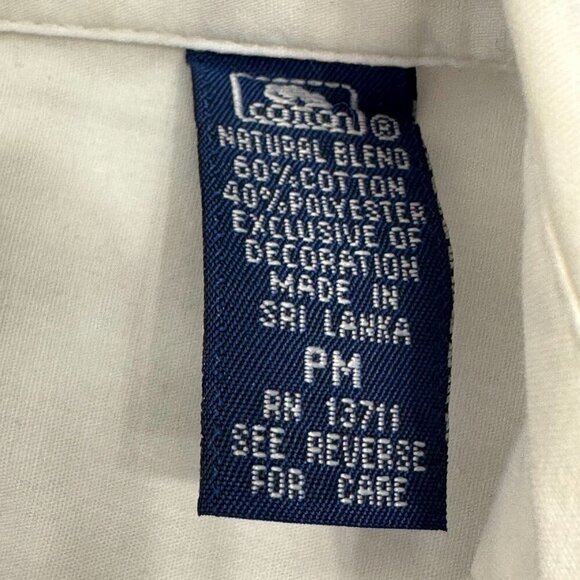 cotton ®
NATURAL BLEND
60% COTTON
40% POLYESTER
EXCLUSIVE OF
DECORATION
MADE IN
SRI LANKA
PM
RN 13711
SEE REVERSE
FOR CARE